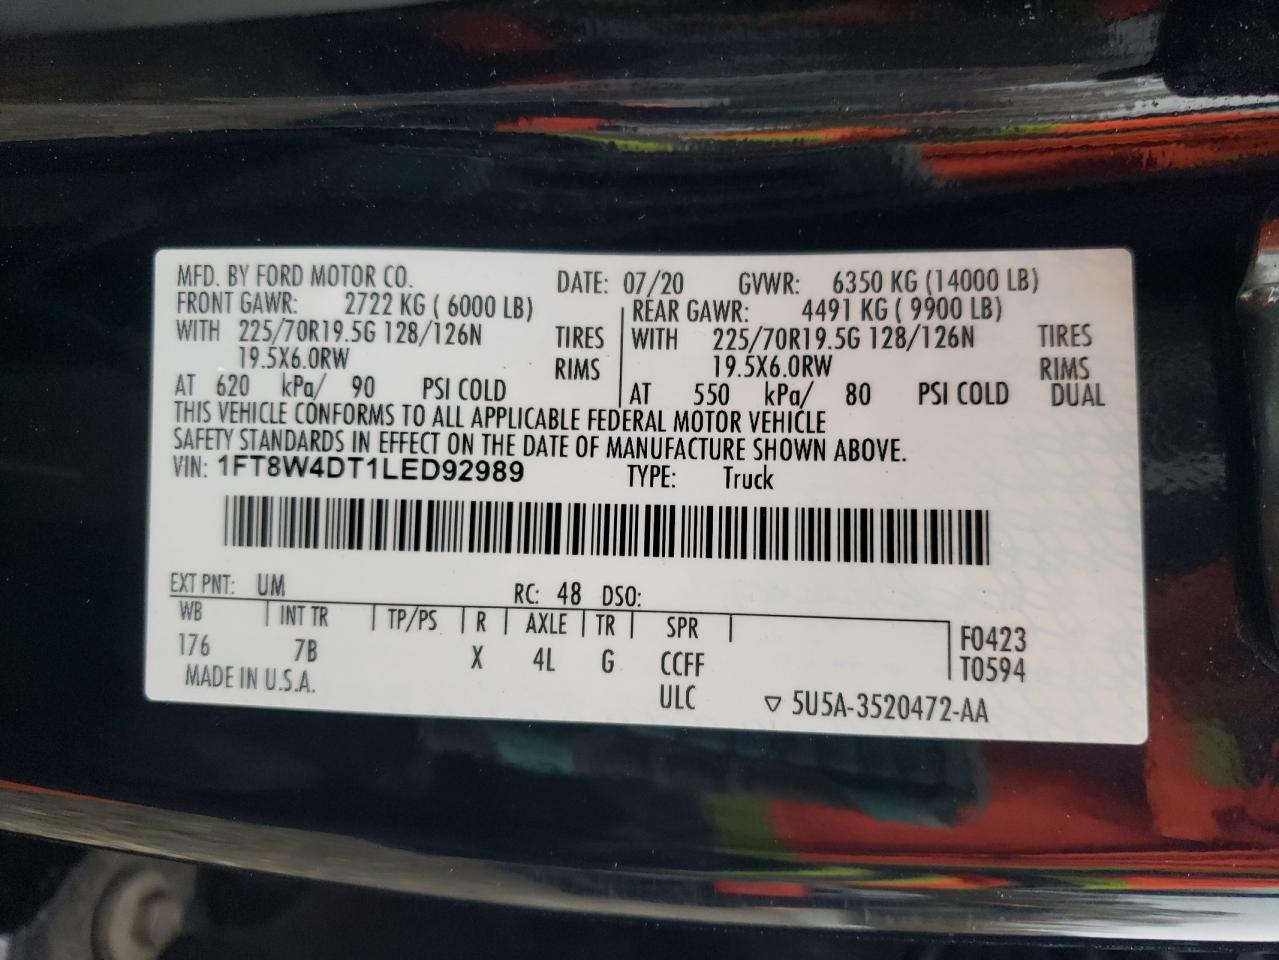 MFD. BY FORD MOTOR CO. DATE: 07/20 GVWR: 6350 KG (14000 LB)
FRONT GAWR: 2722 KG ( 6000 LB) REAR GAWR: 4491 KG ( 9900 LB)
WITH 225/70R19.5G 128/126N TIRES WITH 225/70R19.5G 128/126N TIRES
19.5X6.0RW RIMS 19.5X6.0RW RIMS
AT 620 kPa/ 90 PSI COLD AT 550 kPa/ 80 PSI COLD DUAL
THIS VEHICLE CONFORMS TO ALL APPLICABLE FEDERAL MOTOR VEHICLE
SAFETY STANDARDS IN EFFECT ON THE DATE OF MANUFACTURE SHOWN ABOVE.
VIN: 1FT8W4DT1LED92989 TYPE: Truck
EXT PNT: UM RC: 48 DSO:
WB INT TR TP/PS R AXLE TR SPR F0423
176 7B X 4L G CCFF T0594
MADE IN U.S.A. ULC ▽ 5U5A-3520472-AA